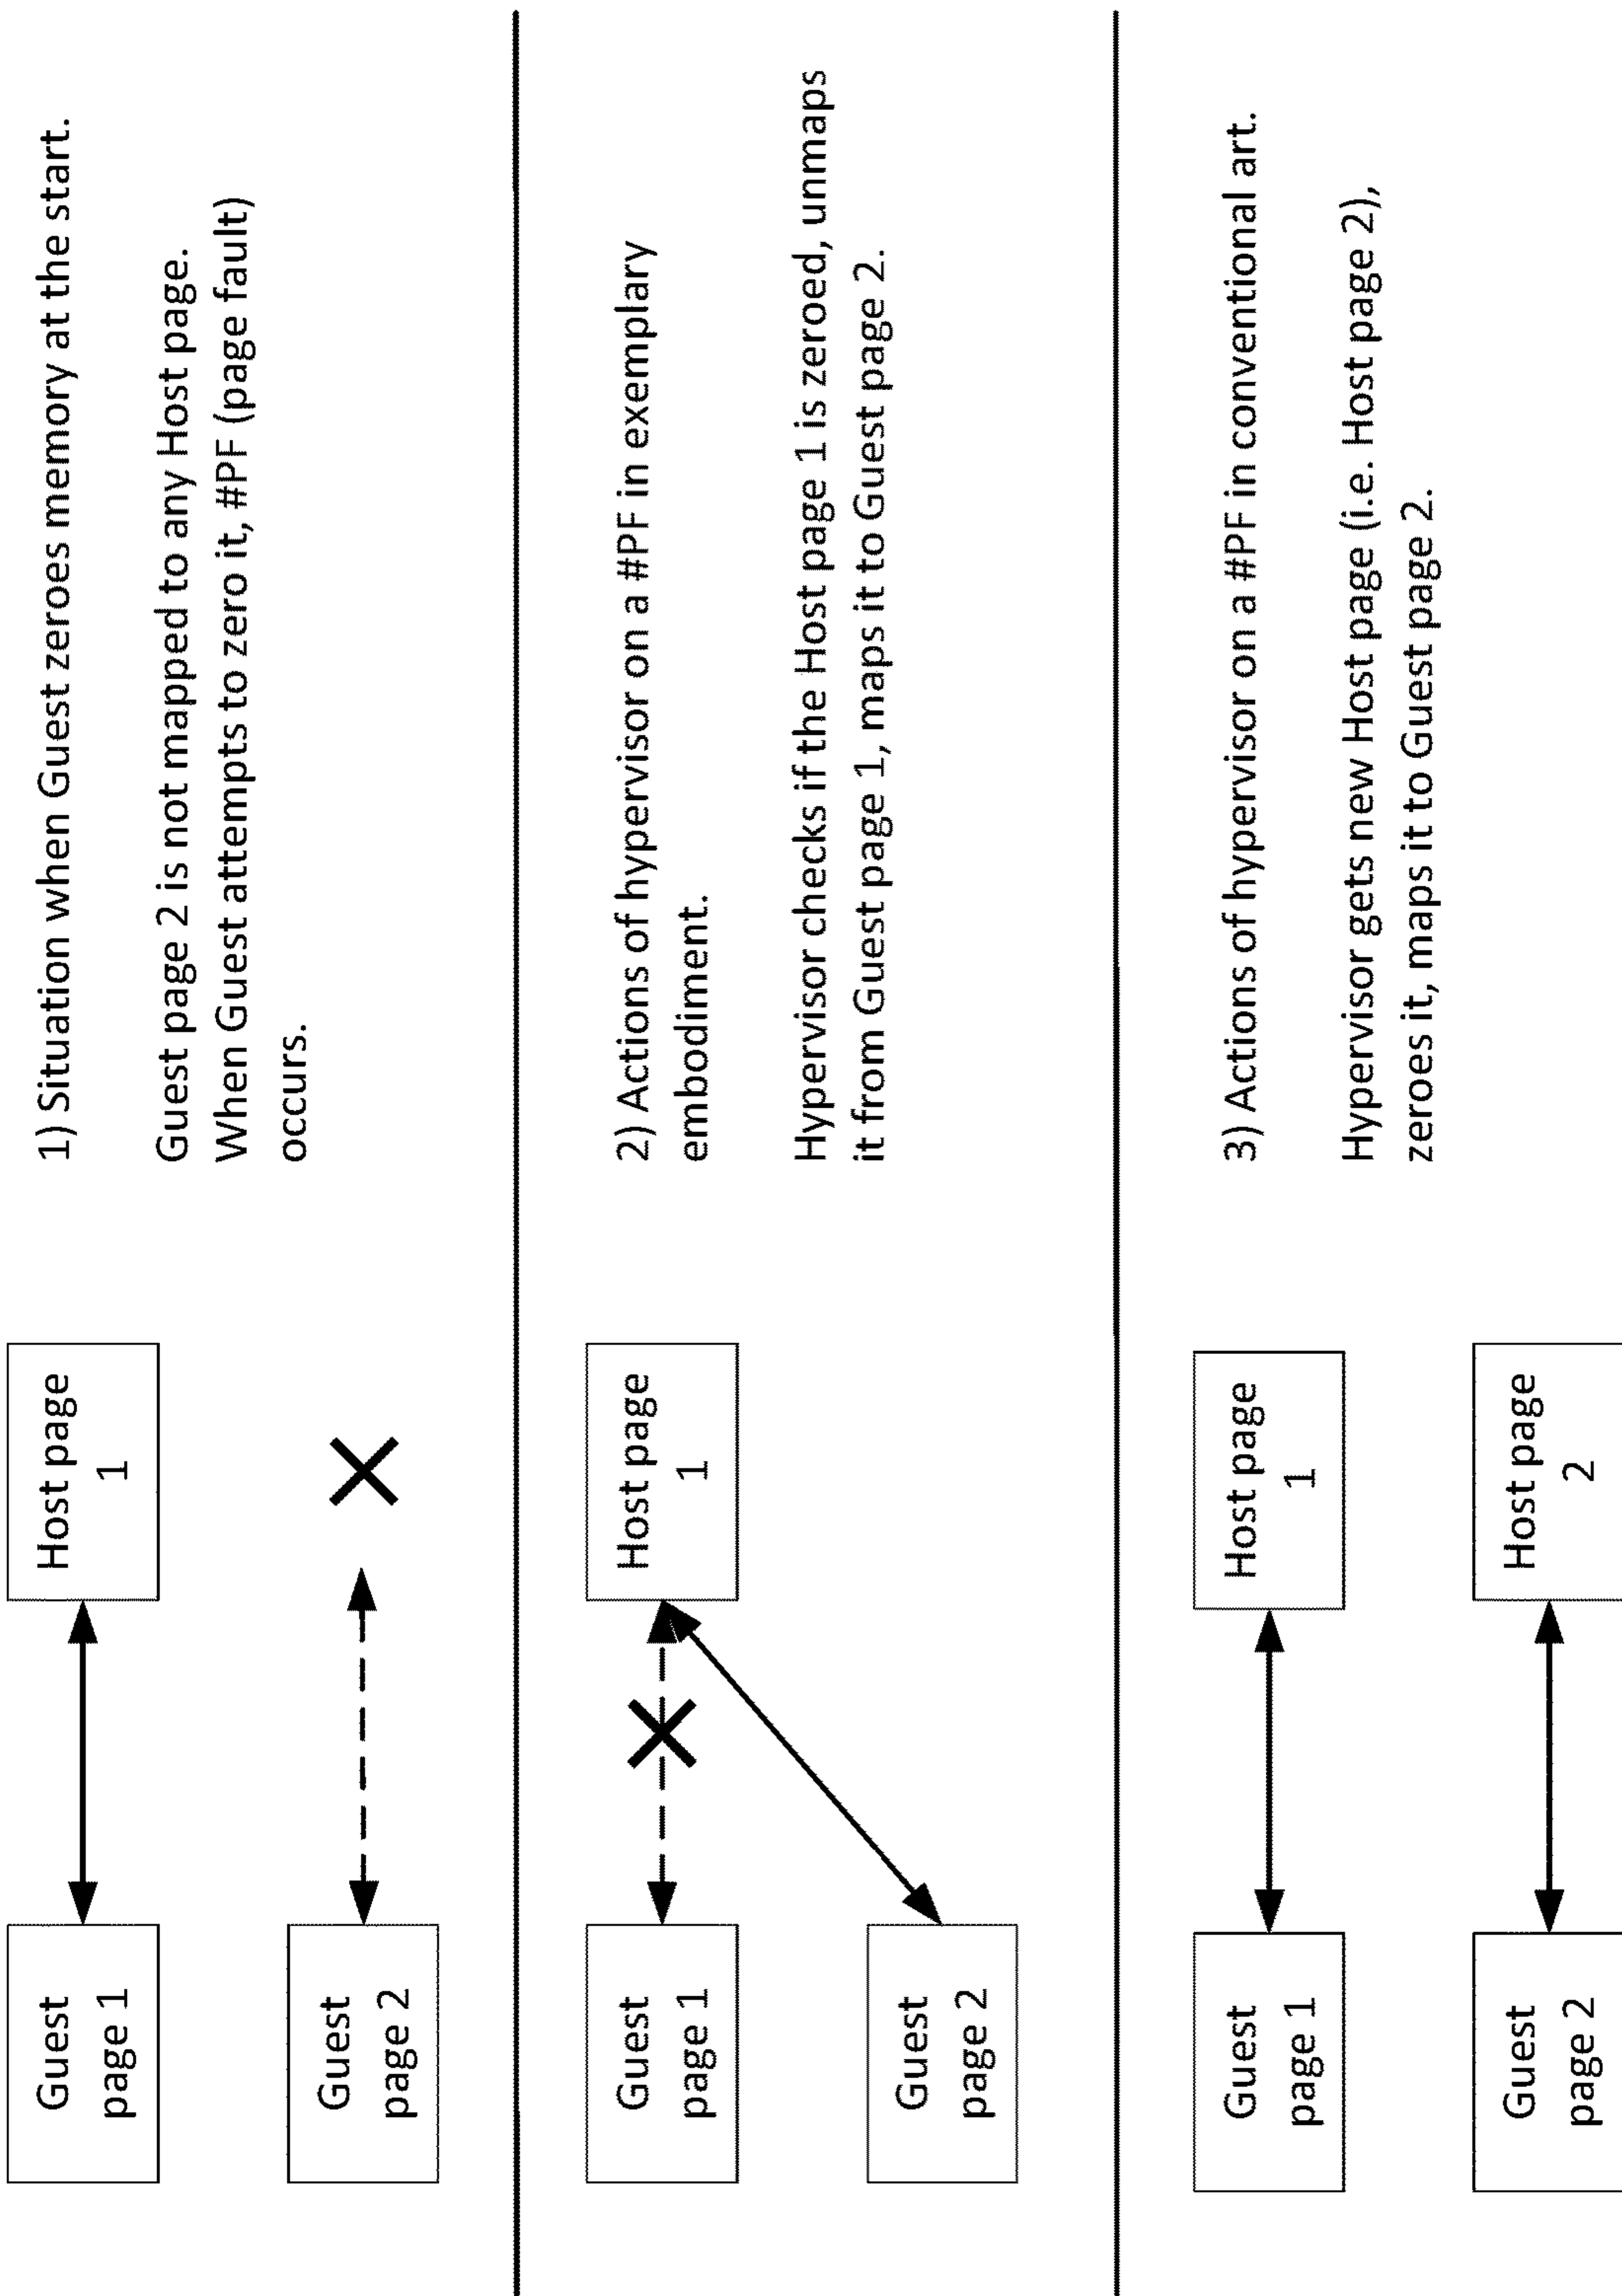 Guest
page 1
Host page
1
Guest
page 2
1) Situation when Guest zeroes memory at the start.
Guest page 2 is not mapped to any Host page.
When Guest attempts to zero it, #PF (page fault)
occurs.
Guest
page 1
Host page
1
Guest
page 2
2) Actions of hypervisor on a #PF in exemplary
embodiment.
Hypervisor checks if the Host page 1 is zeroed, unmaps
it from Guest page 1, maps it to Guest page 2.
Guest
page 1
Host page
1
Guest
page 2
Host page
2
3) Actions of hypervisor on a #PF in conventional art.
Hypervisor gets new Host page (i.e. Host page 2),
zeroes it, maps it to Guest page 2.